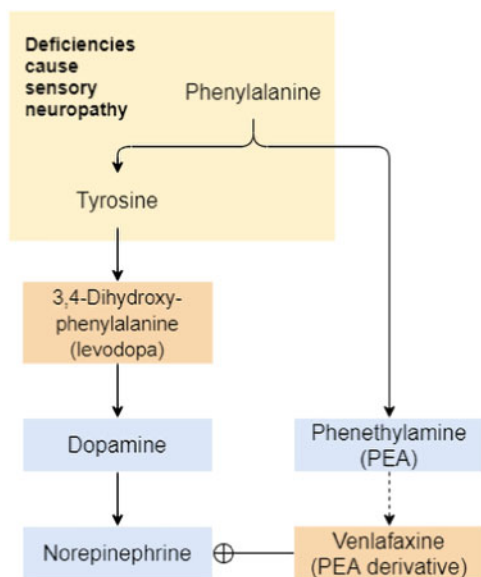 Deficiencies
cause
sensory
neuropathy
Phenylalanine
Tyrosine
3,4-Dihydroxy-
phenylalanine
(levodopa)
Dopamine
Phenethylamine
(PEA)
Norepinephrine
Venlafaxine
(PEA derivative)